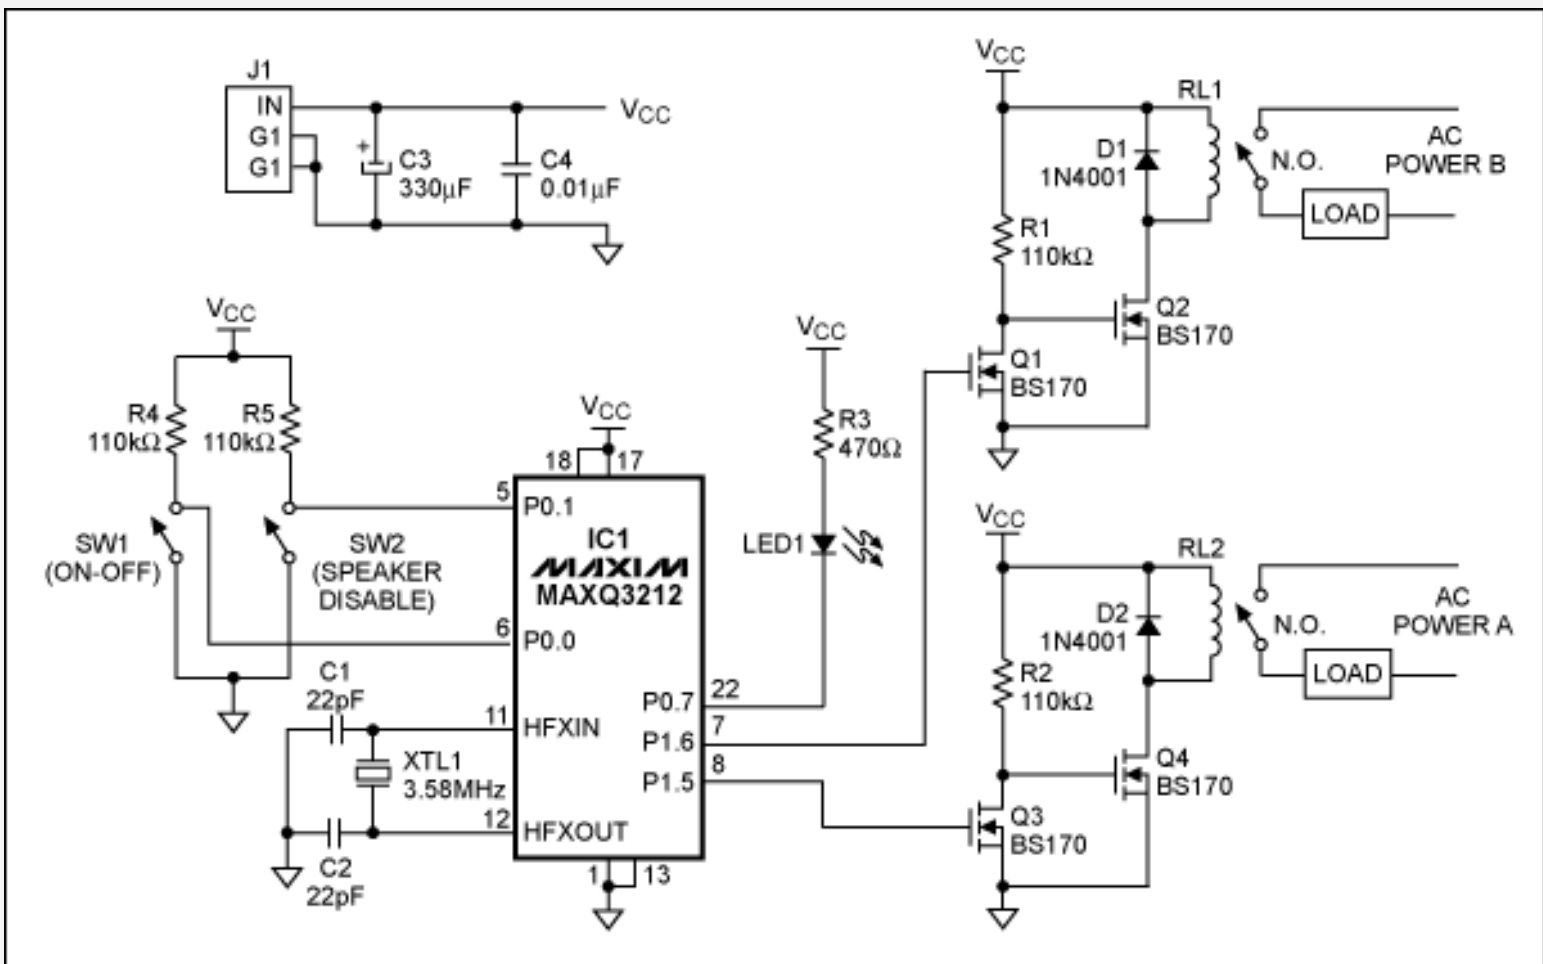 J1
IN
G1
G1
VCC
+
C3
330µF
C4
0.01µF
VCC
R4
110kΩ
R5
110kΩ
SW1
(ON-OFF)
SW2
(SPEAKER
DISABLE)
VCC
18
17
5
P0.1
IC1
MAXIM
MAXQ3212
6
P0.0
C1
22pF
11
HFXIN
XTL1
3.58MHz
12
HFXOUT
C2
22pF
1
13
P0.7
22
P1.6
7
P1.5
8
VCC
R3
470Ω
LED1
VCC
RL1
D1
1N4001
N.O.
AC
POWER B
LOAD
R1
110kΩ
Q2
BS170
Q1
BS170
VCC
RL2
D2
1N4001
N.O.
AC
POWER A
LOAD
R2
110kΩ
Q4
BS170
Q3
BS170